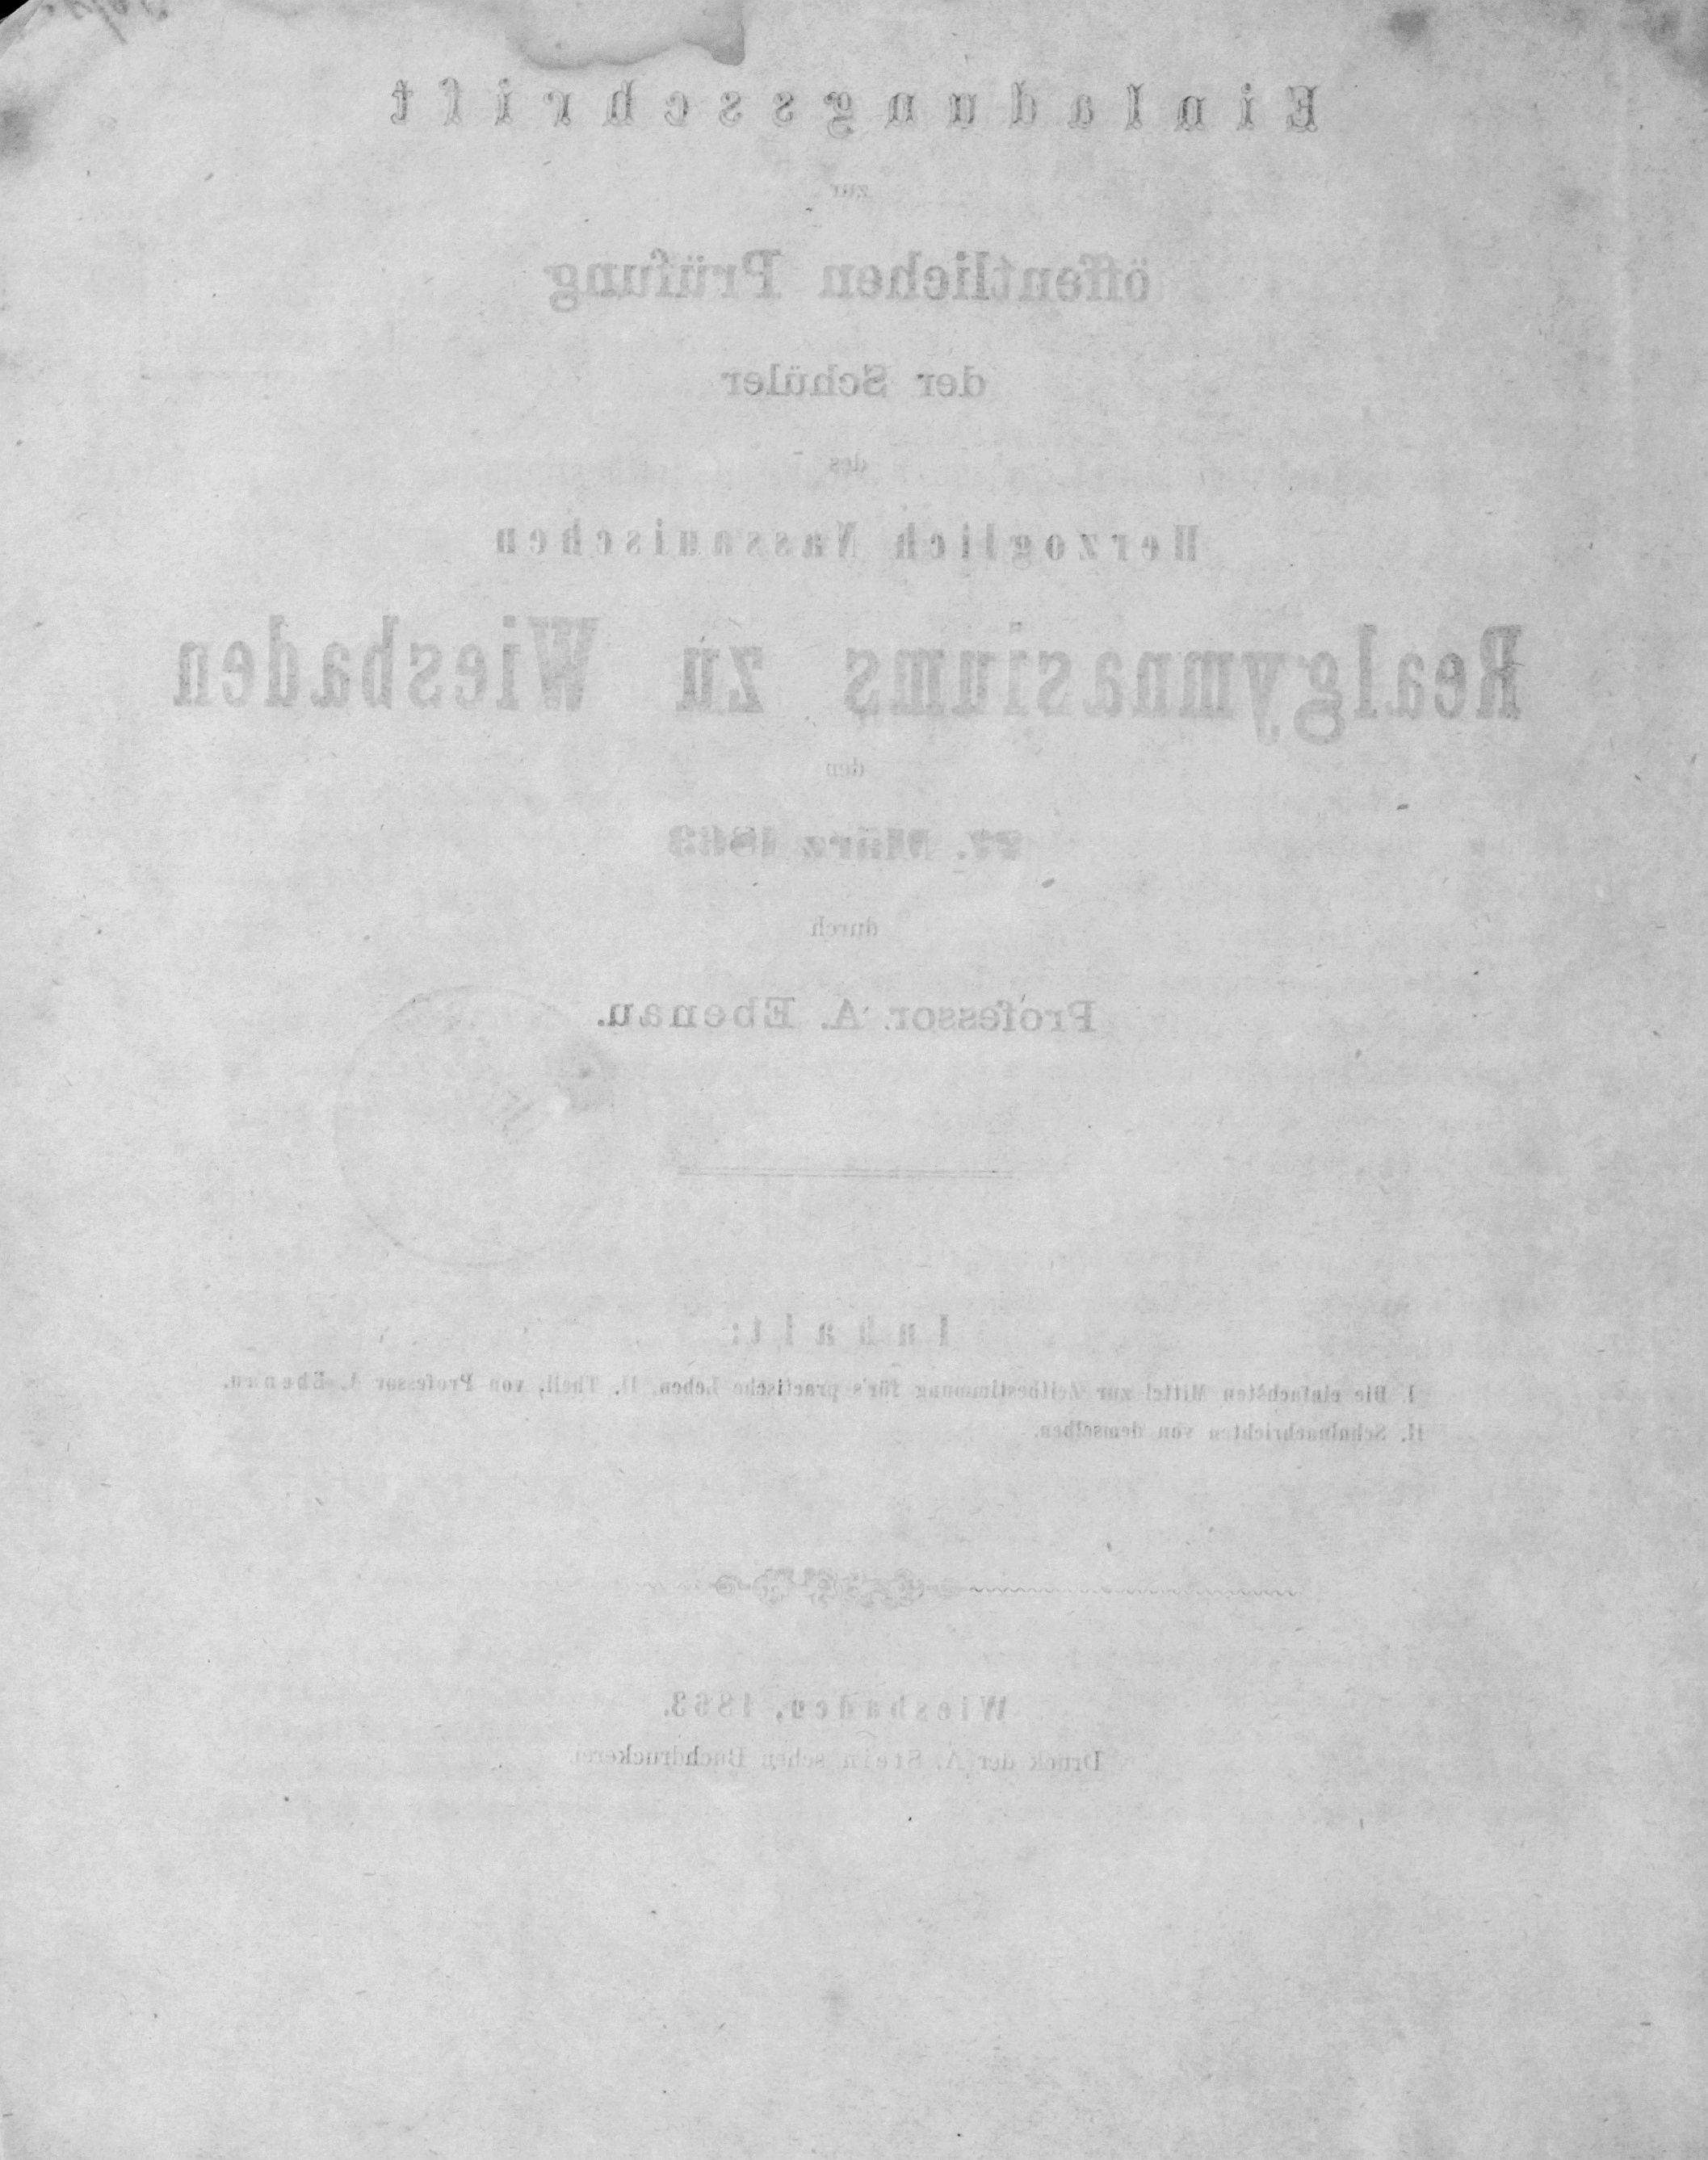 Einladungsschrift
zur
öffentlichen Prüfung
der Schüler
des
Herzoglich Nassauischen
Realgymnasiums zu Wiesbaden
den
27. März 1863
durch
Professor A. Ebenau.
Inhalt:
I. Die einfachsten Mittel zur Zeitbestimmung für's practische Leben, II. Theil, von Professor A. Ebenau.
II. Schulnachrichten von demselben.
Wiesbaden, 1863.
Druck der A. Stein'schen Buchdruckerei.